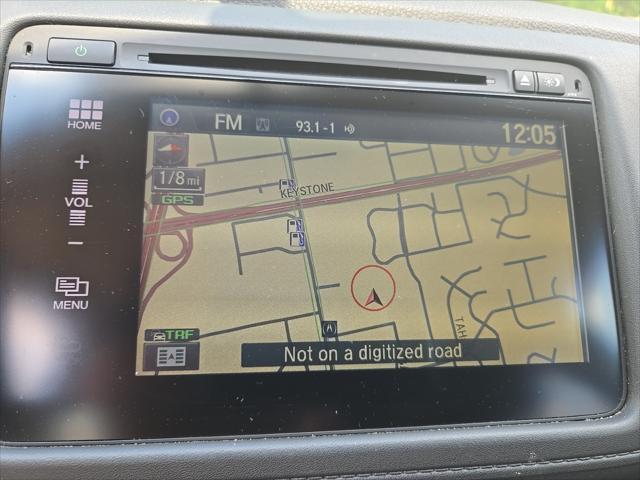 FM 93.1-1 12:05
HOME
+
VOL
−
MENU
1/8 mi
GPS
KEYSTONE
TAH
TRF
Not on a digitized road